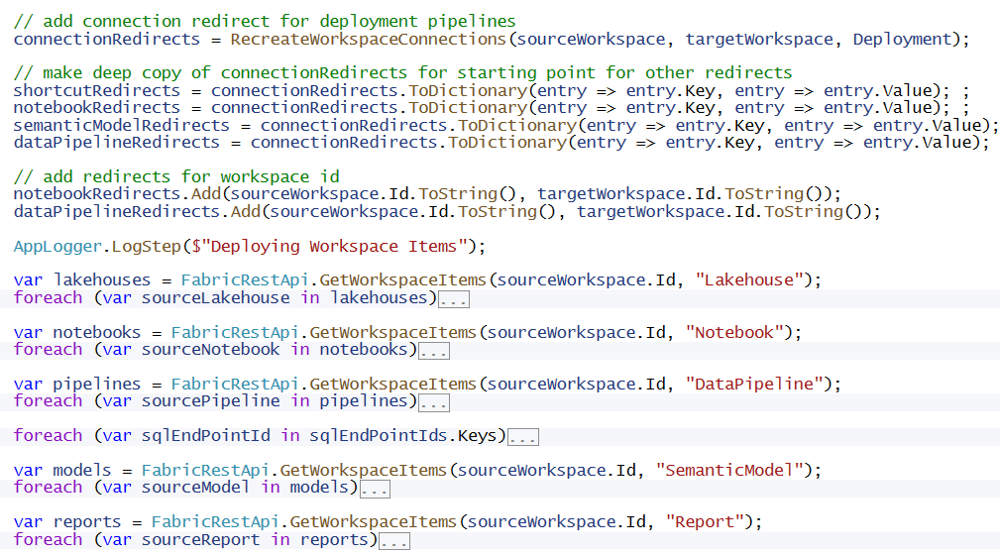 // add connection redirect for deployment pipelines
connectionRedirects = RecreateWorkspaceConnections(sourceWorkspace, targetWorkspace, Deployment);
// make deep copy of connectionRedirects for starting point for other redirects
shortcutRedirects = connectionRedirects.ToDictionary(entry => entry.Key, entry => entry.Value); ;
notebookRedirects = connectionRedirects.ToDictionary(entry => entry.Key, entry => entry.Value); ;
semanticModelRedirects = connectionRedirects.ToDictionary(entry => entry.Key, entry => entry.Value);
dataPipelineRedirects = connectionRedirects.ToDictionary(entry => entry.Key, entry => entry.Value);
// add redirects for workspace id
notebookRedirects.Add(sourceWorkspace.Id.ToString(), targetWorkspace.Id.ToString());
dataPipelineRedirects.Add(sourceWorkspace.Id.ToString(), targetWorkspace.Id.ToString());
AppLogger.LogStep($"Deploying Workspace Items");
var lakehouses = FabricRestApi.GetWorkspaceItems(sourceWorkspace.Id, "Lakehouse");
foreach (var sourceLakehouse in lakehouses)...
var notebooks = FabricRestApi.GetWorkspaceItems(sourceWorkspace.Id, "Notebook");
foreach (var sourceNotebook in notebooks)...
var pipelines = FabricRestApi.GetWorkspaceItems(sourceWorkspace.Id, "DataPipeline");
foreach (var sourcePipeline in pipelines)...
foreach (var sqlEndPointId in sqlEndPointIds.Keys)...
var models = FabricRestApi.GetWorkspaceItems(sourceWorkspace.Id, "SemanticModel");
foreach (var sourceModel in models)...
var reports = FabricRestApi.GetWorkspaceItems(sourceWorkspace.Id, "Report");
foreach (var sourceReport in reports)...